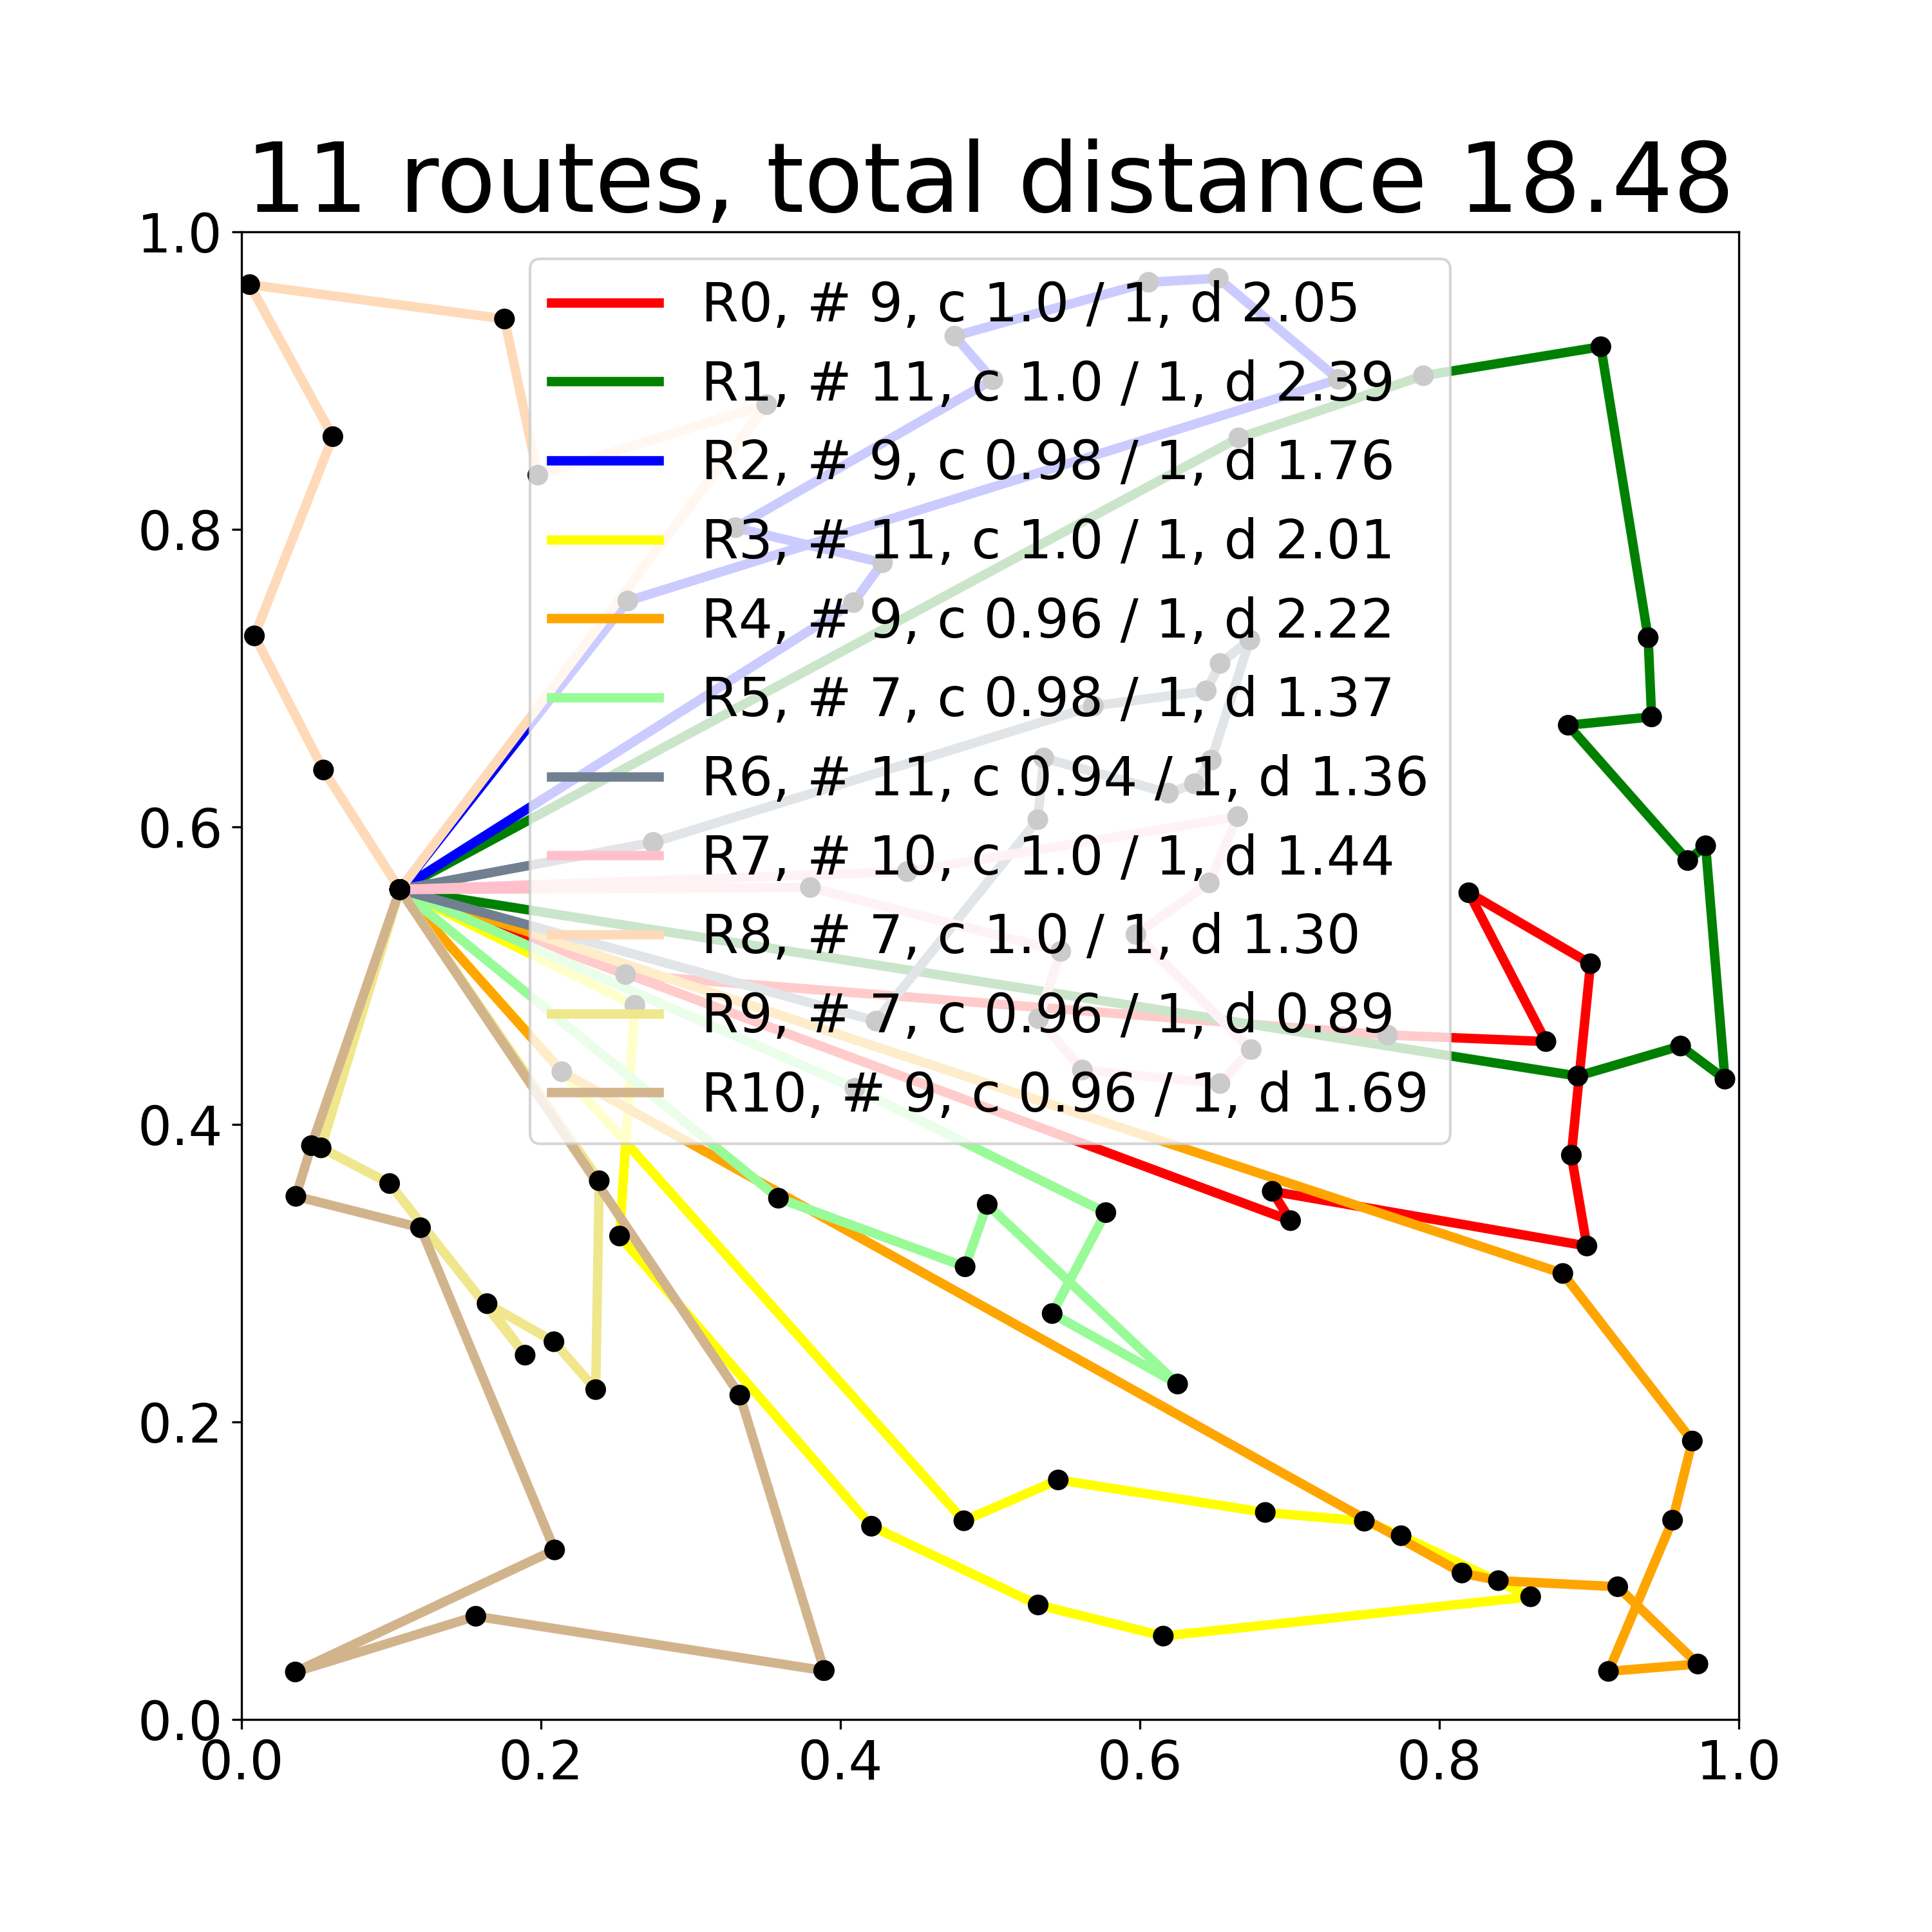 11 routes, total distance 18.48
1.0
0.8
0.6
0.4
0.2
0.0
R0, # 9, c 1.0 / 1, d 2.05
R1, # 11, c 1.0 / 1, d 2.39
R2, # 9, c 0.98 / 1, d 1.76
R3, # 11, c 1.0 / 1, d 2.01
R4, # 9, c 0.96 / 1, d 2.22
R5, # 7, c 0.98 / 1, d 1.37
R6, # 11, c 0.94 / 1, d 1.36
R7, # 10, c 1.0 / 1, d 1.44
R8, # 7, c 1.0 / 1, d 1.30
R9, # 7, c 0.96 / 1, d 0.89
R10, # 9, c 0.96 / 1, d 1.69
0.0 0.2 0.4 0.6 0.8 1.0